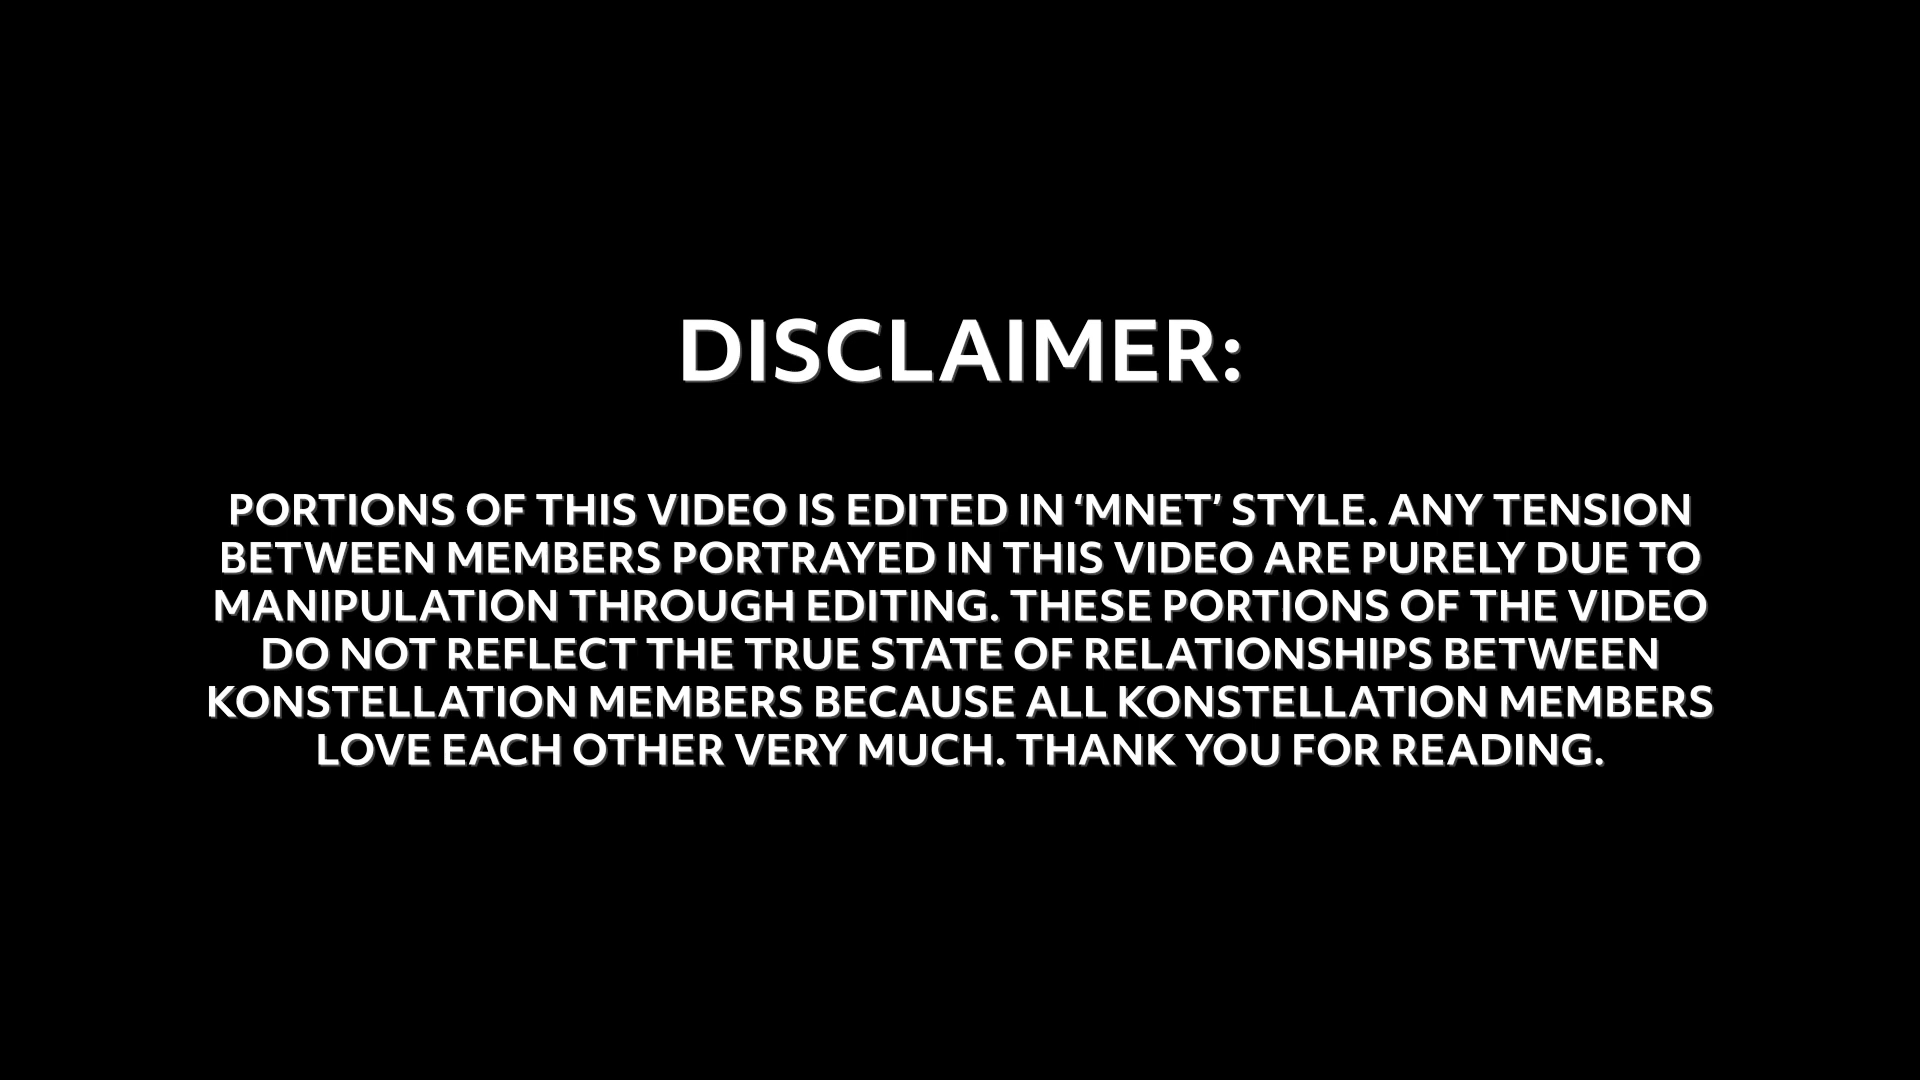 DISCLAIMER:
PORTIONS OF THIS VIDEO IS EDITED IN ‘MNET’ STYLE. ANY TENSION
BETWEEN MEMBERS PORTRAYED IN THIS VIDEO ARE PURELY DUE TO
MANIPULATION THROUGH EDITING. THESE PORTIONS OF THE VIDEO
DO NOT REFLECT THE TRUE STATE OF RELATIONSHIPS BETWEEN
KONSTELLATION MEMBERS BECAUSE ALL KONSTELLATION MEMBERS
LOVE EACH OTHER VERY MUCH. THANK YOU FOR READING.